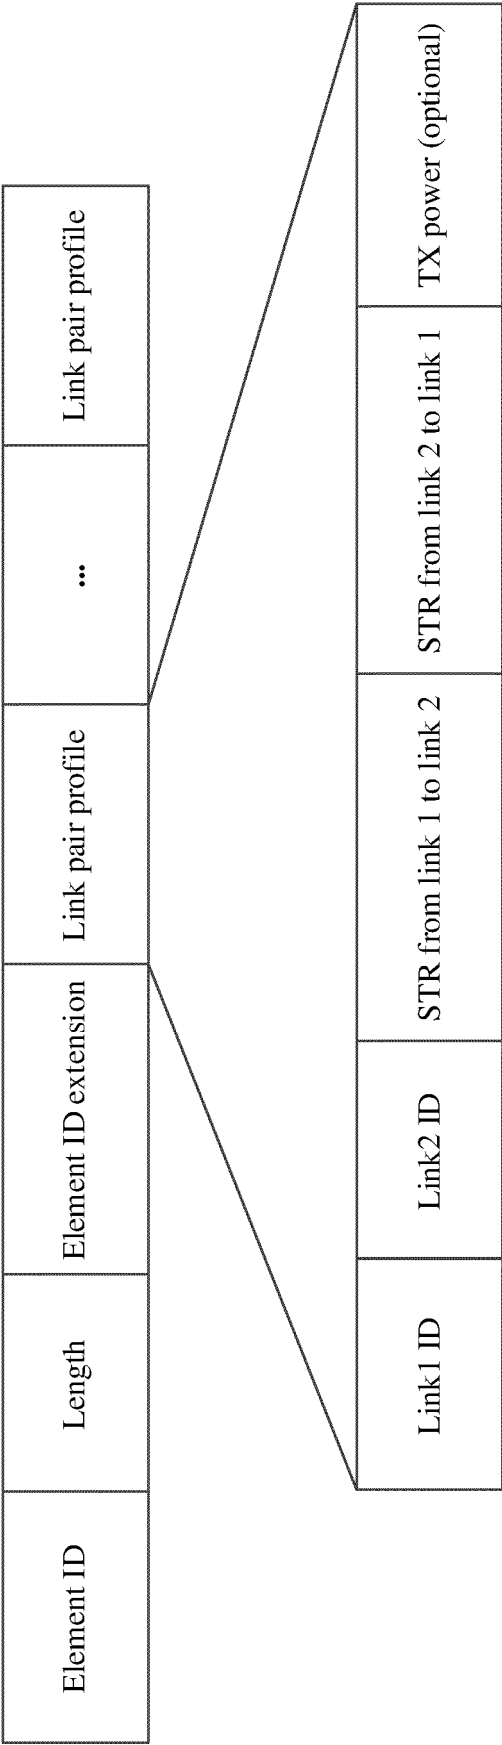 Element ID
Length
Element ID extension
Link pair profile
...
Link pair profile
Link1 ID
Link2 ID
STR from link 1 to link 2
STR from link 2 to link 1
TX power (optional)